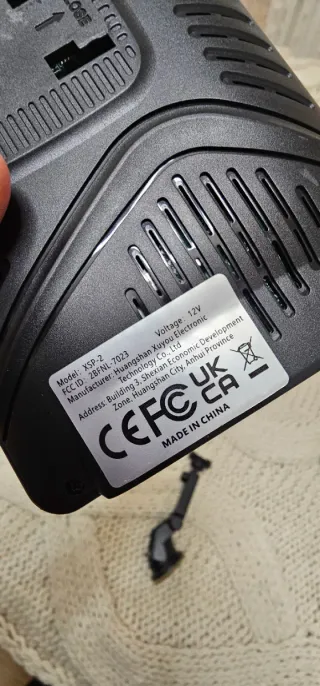 CLOSE
Model: XSP-2
Voltage: 12V
FCC ID: 2BFNL-7023
Manufacturer: Huangshan Xuyou Electronic
Technology Co., Ltd
Address: Building 3, Shexian Economic Development
Zone, Huangshan City, Anhui Province
CE FC UK
CA
MADE IN CHINA